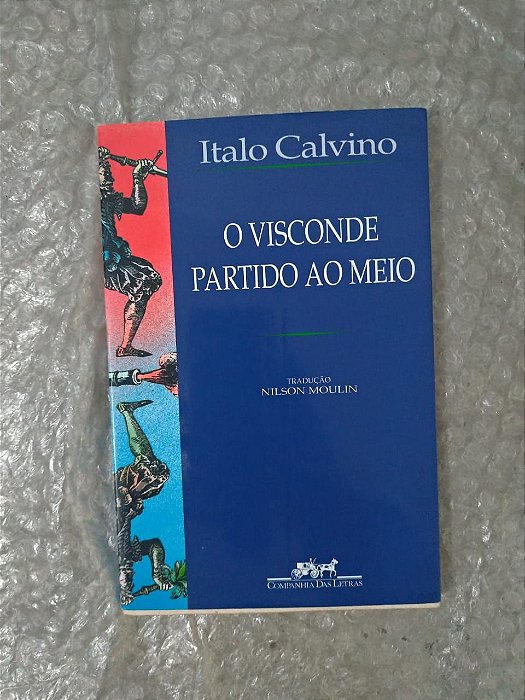 Italo Calvino
O VISCONDE
PARTIDO AO MEIO
TRADUÇÃO
NILSON MOULIN
COMPANHIA DAS LETRAS